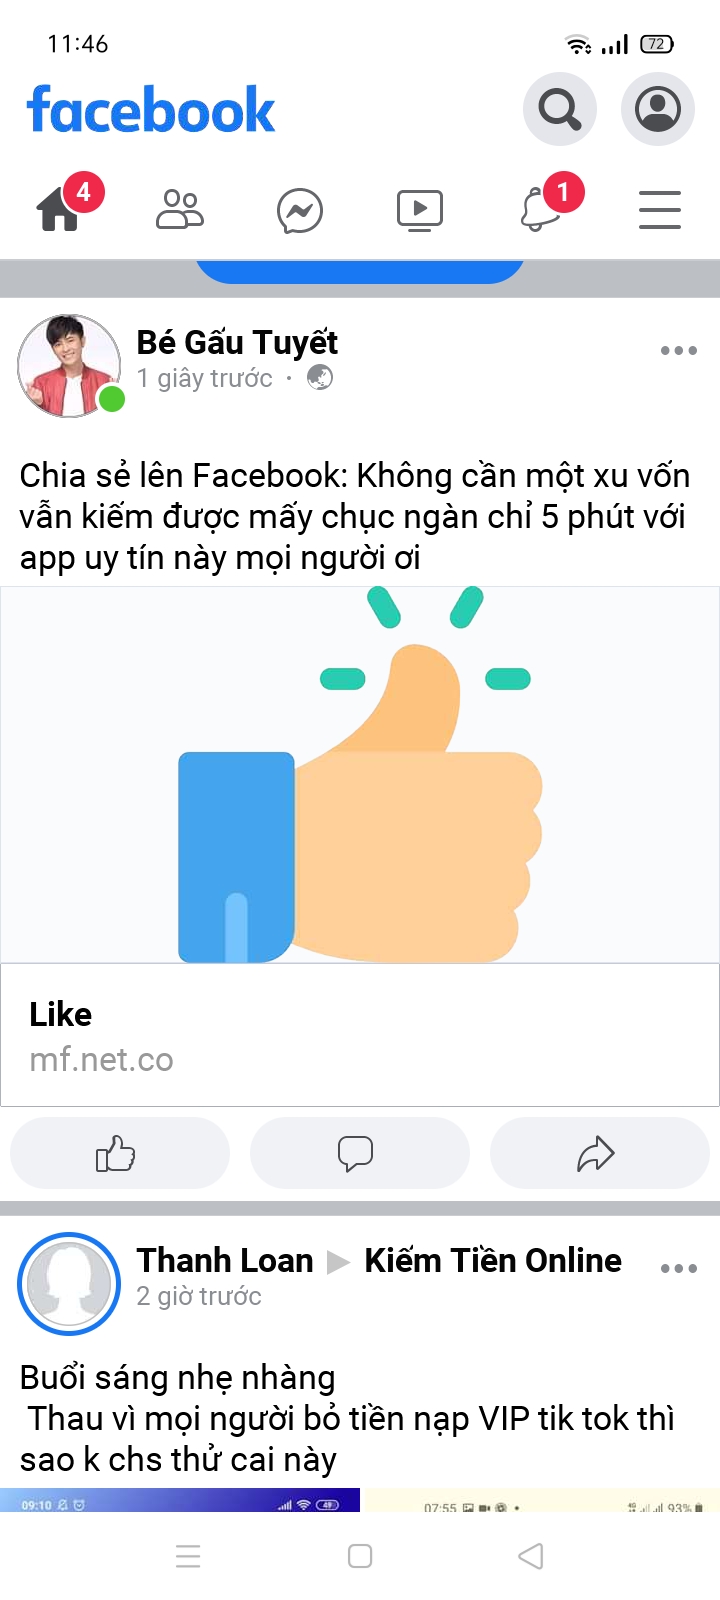 11:46
72
facebook
4
1
Bé Gấu Tuyết
1 giây trước ·
Chia sẻ lên Facebook: Không cần một xu vốn
vẫn kiếm được mấy chục ngàn chỉ 5 phút với
app uy tín này mọi người ơi
Like
mf.net.co
Thanh Loan ▶ Kiếm Tiền Online
2 giờ trước
Buổi sáng nhẹ nhàng
Thau vì mọi người bỏ tiền nạp VIP tik tok thì
sao k chs thử cai này
09:10
49
07:55
4G
93%